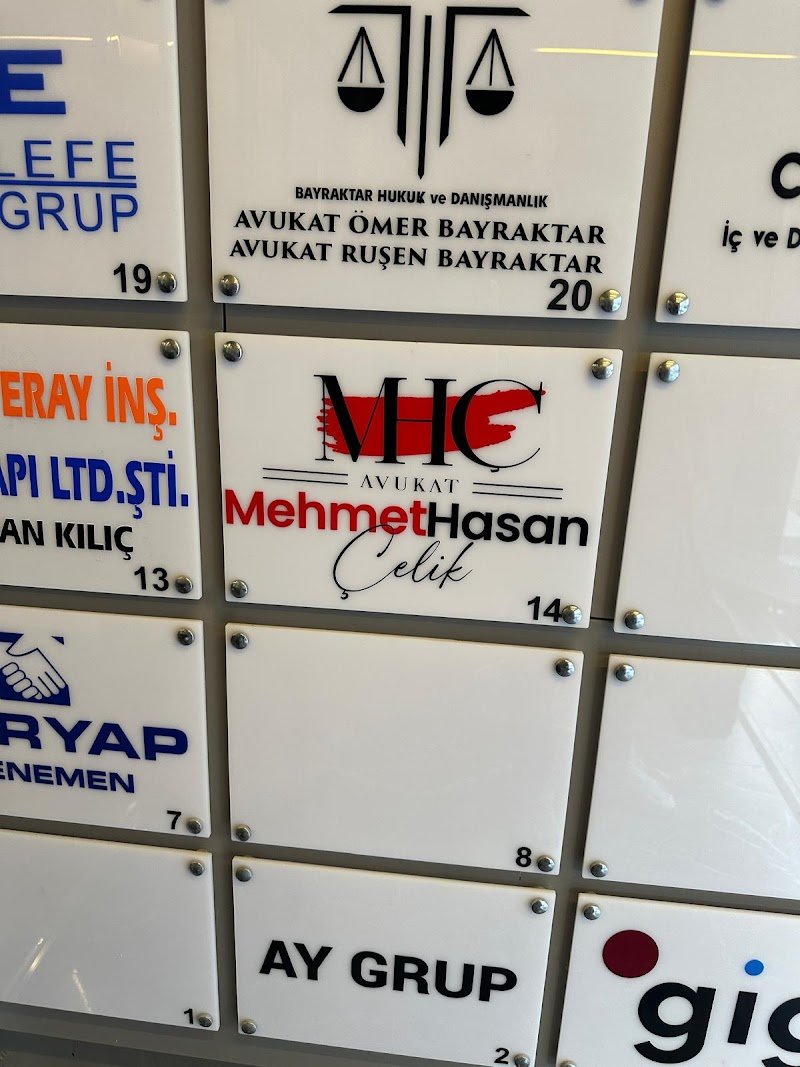 E
LEFE
GRUP
19
BAYRAKTAR HUKUK ve DANIŞMANLIK
AVUKAT ÖMER BAYRAKTAR
AVUKAT RUŞEN BAYRAKTAR
20
C
İç ve D
ERAY İNŞ.
API LTD.ŞTİ.
AN KILIÇ
13
MHÇ
AVUKAT
MehmetHasan
Çelik
14
RYAP
ENEMEN
7
8
1
AY GRUP
2
gig